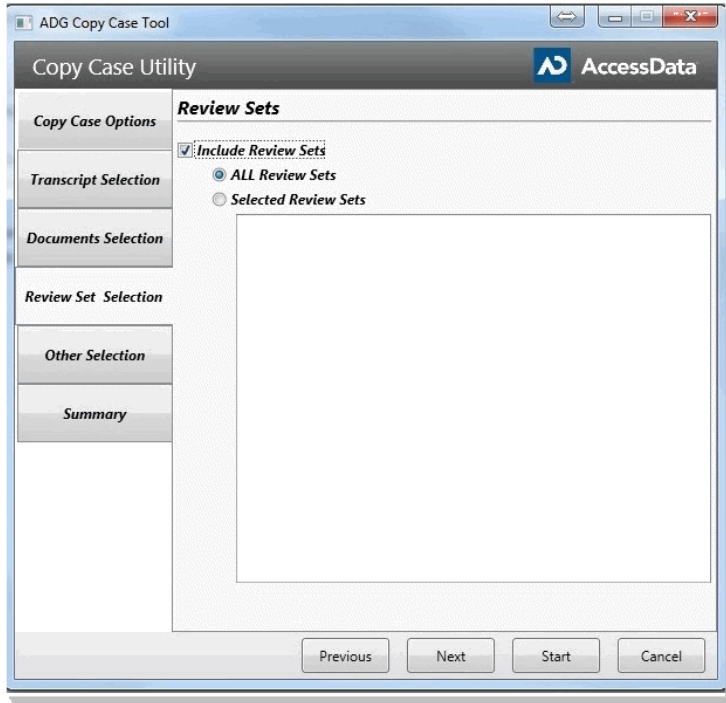 ADG Copy Case Tool
Copy Case Utility
AccessData
Copy Case Options
Transcript Selection
Documents Selection
Review Set Selection
Other Selection
Summary
Review Sets
Include Review Sets
ALL Review Sets
Selected Review Sets
Previous
Next
Start
Cancel